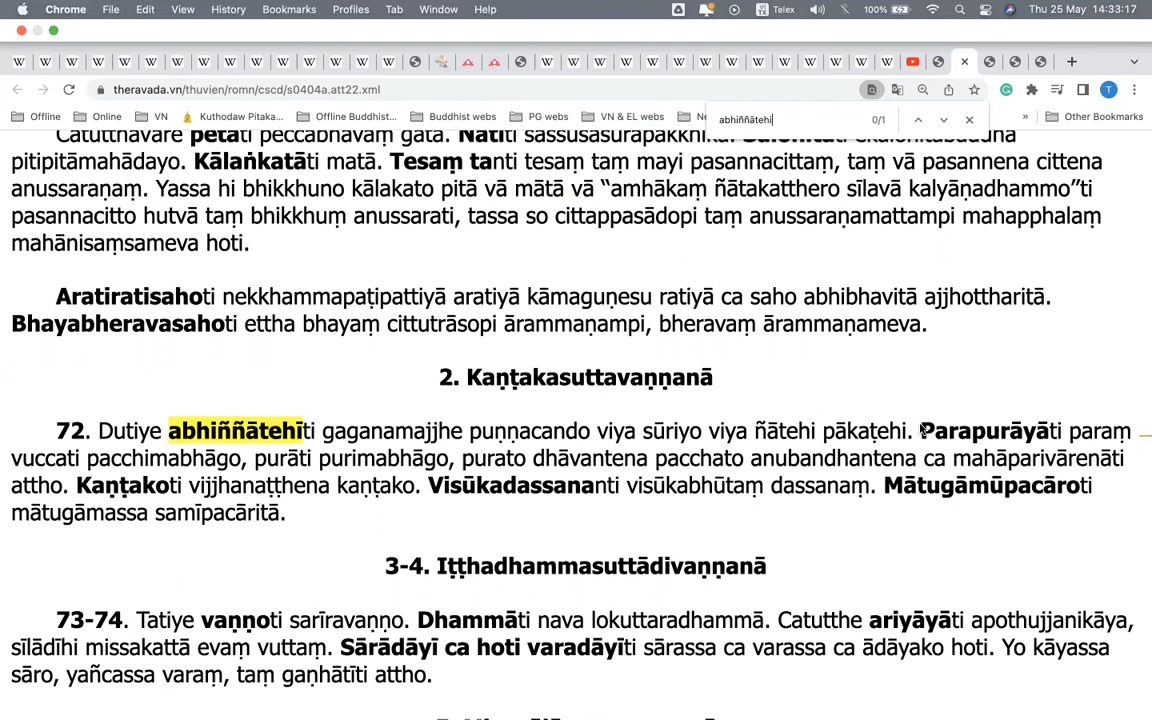 Chrome File Edit View History Bookmarks Profiles Tab Window Help VI TX Telex 100% Thu 25 May 14:33:17
theravada.vn/thuvien/romn/cscd/s0404a.att22.xml
Offline Online VN Kuthodaw Pitaka... Offline Buddhist... Buddhist webs PG webs VN & EL webs abhiññātehi 0/1 » Other Bookmarks
Catutthavāre petāti peccabhavaṃ gatā. Ñātī
pitipitāmahādayo. Kālaṅkatāti matā. Tesaṃ tanti tesaṃ taṃ mayi pasannacittaṃ, taṃ vā pasannena cittena
anussaraṇaṃ. Yassa hi bhikkhuno kālakato pitā vā mātā vā “amhākaṃ ñātakatthero sīlavā kalyāṇadhammo”ti
pasannacitto hutvā taṃ bhikkhuṃ anussarati, tassa so cittappasādopi taṃ anussaraṇamattampi mahapphalaṃ
mahānisaṃsameva hoti.
Aratiratisahoti nekkhammapaṭipattiyā aratiyā kāmaguṇesu ratiyā ca saho abhibhavitā ajjhottharitā.
Bhayabheravasahoti ettha bhayaṃ cittutrāsopi ārammaṇampi, bheravaṃ ārammaṇameva.
2. Kaṇṭakasuttavaṇṇanā
72. Dutiye abhiññātehīti gaganamajjhe puṇṇacando viya sūriyo viya ñātehi pākaṭehi. Parapurāyāti paraṃ
vuccati pacchimabhāgo, purāti purimabhāgo, purato dhāvantena pacchato anubandhantena ca mahāparivārenāti
attho. Kaṇṭakoti vijjhanaṭṭhena kaṇṭako. Visūkadassananti visūkabhūtaṃ dassanaṃ. Mātugāmūpacāroti
mātugāmassa samīpacāritā.
3-4. Iṭṭhadhammasuttādivaṇṇanā
73-74. Tatiye vaṇṇoti sarīravaṇṇo. Dhammāti nava lokuttaradhammā. Catutthe ariyāyāti apothujjanikāya,
sīlādīhi missakattā evaṃ vuttaṃ. Sārādāyī ca hoti varadāyīti sārassa ca varassa ca ādāyako hoti. Yo kāyassa
sāro, yañcassa varaṃ, taṃ gaṇhātīti attho.